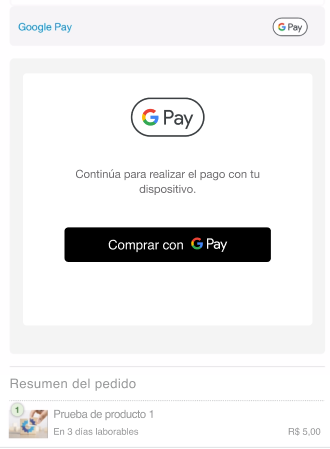 Google Pay
G Pay
G Pay
Continúa para realizar el pago con tu
dispositivo.
Comprar con G Pay
Resumen del pedido
1
Prueba de producto 1
En 3 días laborables
R$ 5,00